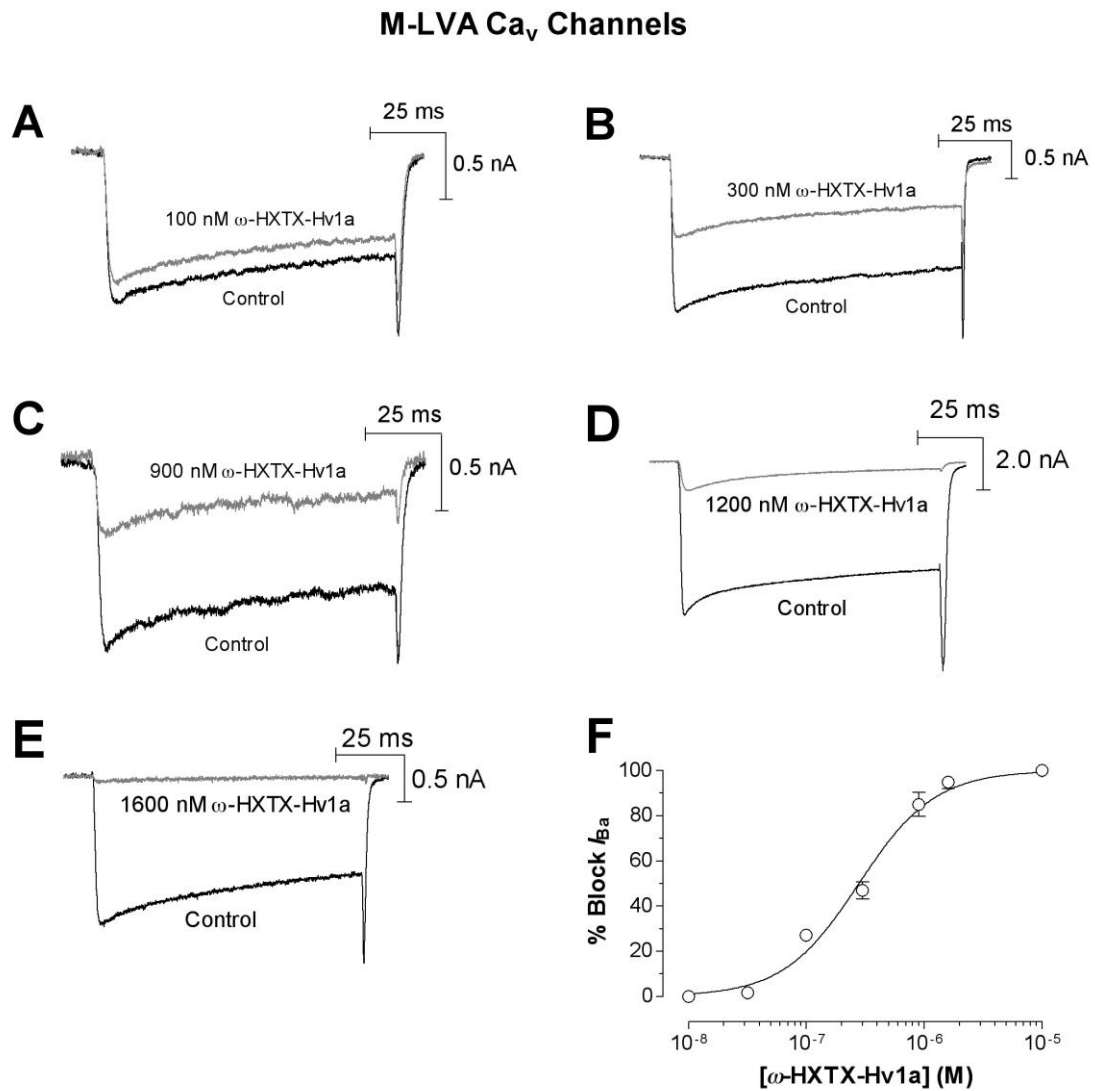 M-LVA Cav Channels
A
25 ms
0.5 nA
100 nM ω-HXTX-Hv1a
Control
B
25 ms
0.5 nA
300 nM ω-HXTX-Hv1a
Control
C
25 ms
0.5 nA
900 nM ω-HXTX-Hv1a
Control
D
25 ms
2.0 nA
1200 nM ω-HXTX-Hv1a
Control
E
25 ms
0.5 nA
1600 nM ω-HXTX-Hv1a
Control
F
% Block IBa
100
80
60
40
20
0
10⁻⁸ 10⁻⁷ 10⁻⁶ 10⁻⁵
[ω-HXTX-Hv1a] (M)